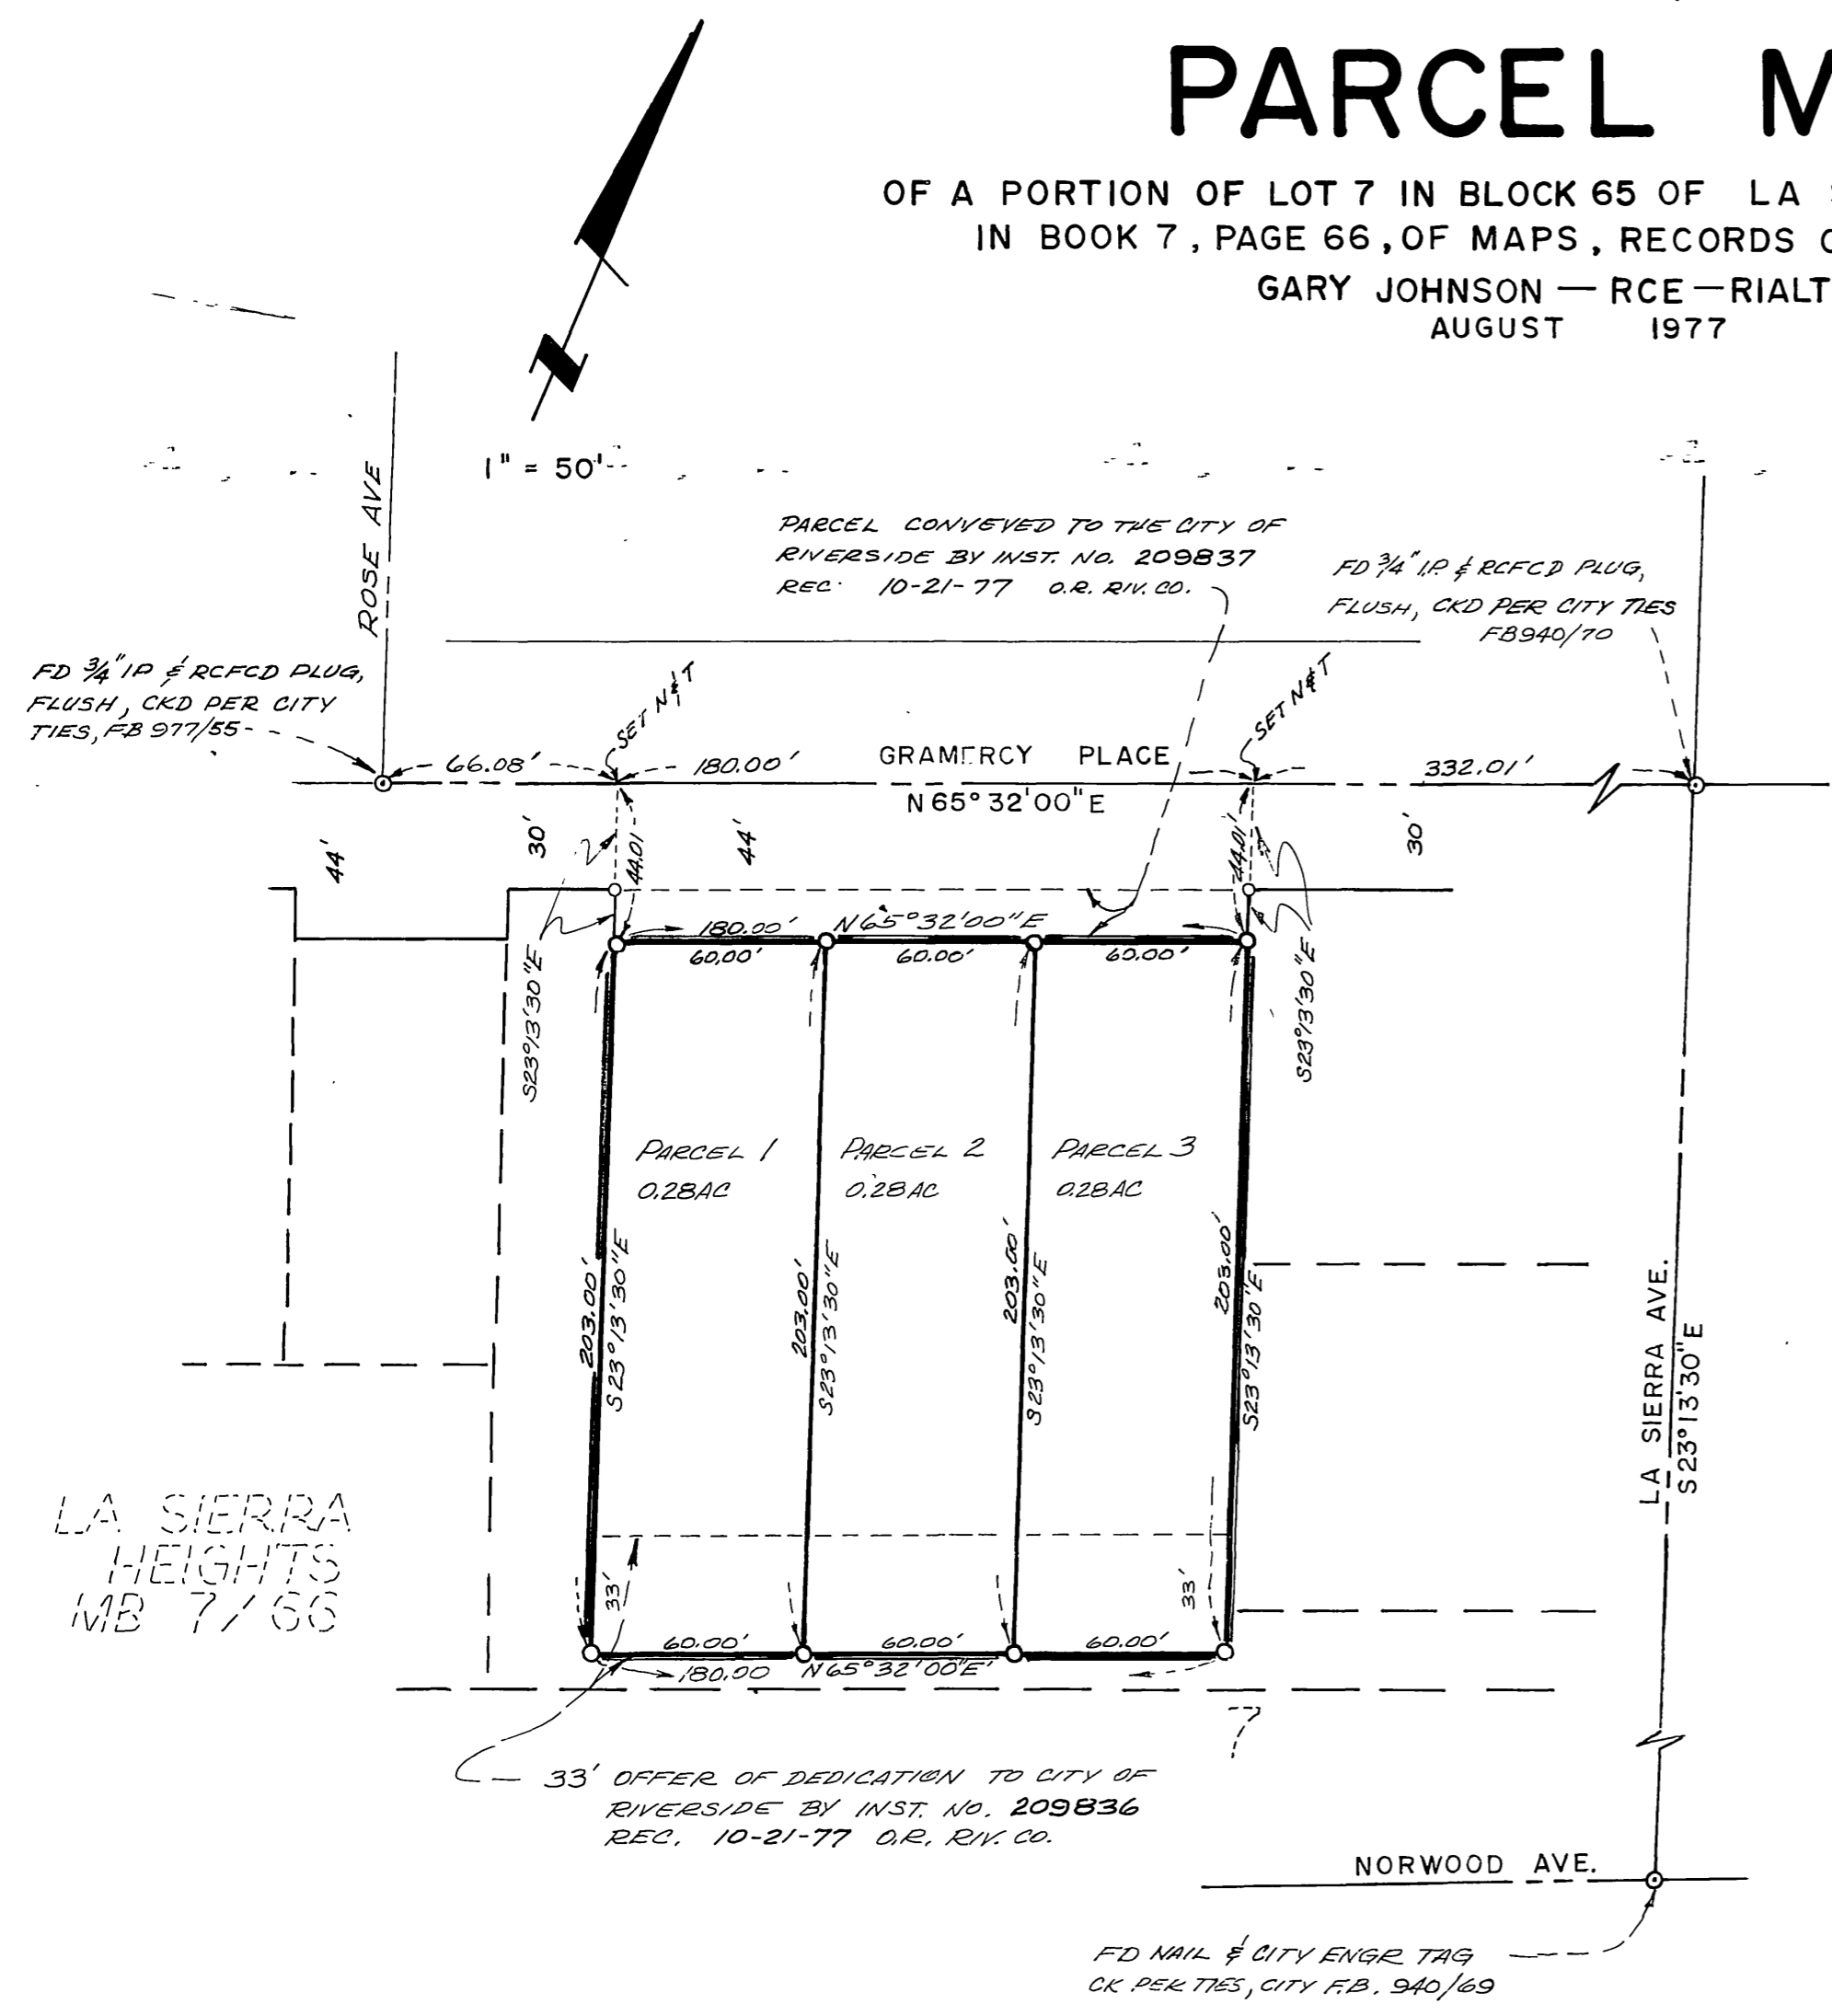 PARCEL M
OF A PORTION OF LOT 7 IN BLOCK 65 OF LA
IN BOOK 7, PAGE 66, OF MAPS, RECORDS
GARY JOHNSON — RCE — RIALT
AUGUST 1977
1" = 50'
ROSE AVE
PARCEL CONVEYED TO THE CITY OF
RIVERSIDE BY INST. NO. 209837
REC. 10-21-77 O.R. RIV. CO.
FD 3/4" I.P. & RCFCD PLUG,
FLUSH, CKD PER CITY TIES
FB940/70
FD 3/4" IP & RCFCD PLUG,
FLUSH, CKD PER CITY
TIES, F.B 977/55
SET N&T
SET N&T
66.08'
180.00'
GRAMERCY PLACE
332.01'
N 65° 32' 00" E
44'
30'
44.01
44'
44.01'
30'
180.00'
N 65° 32' 00" E
60.00'
60.00'
60.00'
S23°13'30"E
S23°13'30"E
PARCEL 1
0.28AC
PARCEL 2
0.28 AC
PARCEL 3
0.28AC
203.00'
S23°13'30"E
203.00'
S23°13'30"E
203.00'
S23°13'30"E
203.00'
S23°13'30"E
LA SIERRA AVE.
S 23° 13' 30" E
LA SIERRA
HEIGHTS
MB 7/66
33'
33'
60.00'
60.00'
60.00'
180.00
N 65° 32' 00" E'
7
33' OFFER OF DEDICATION TO CITY OF
RIVERSIDE BY INST. NO. 209836
REC. 10-21-77 O.R. RIV. CO.
NORWOOD AVE.
FD NAIL & CITY ENGR TAG
CK PER TIES, CITY F.B. 940/69